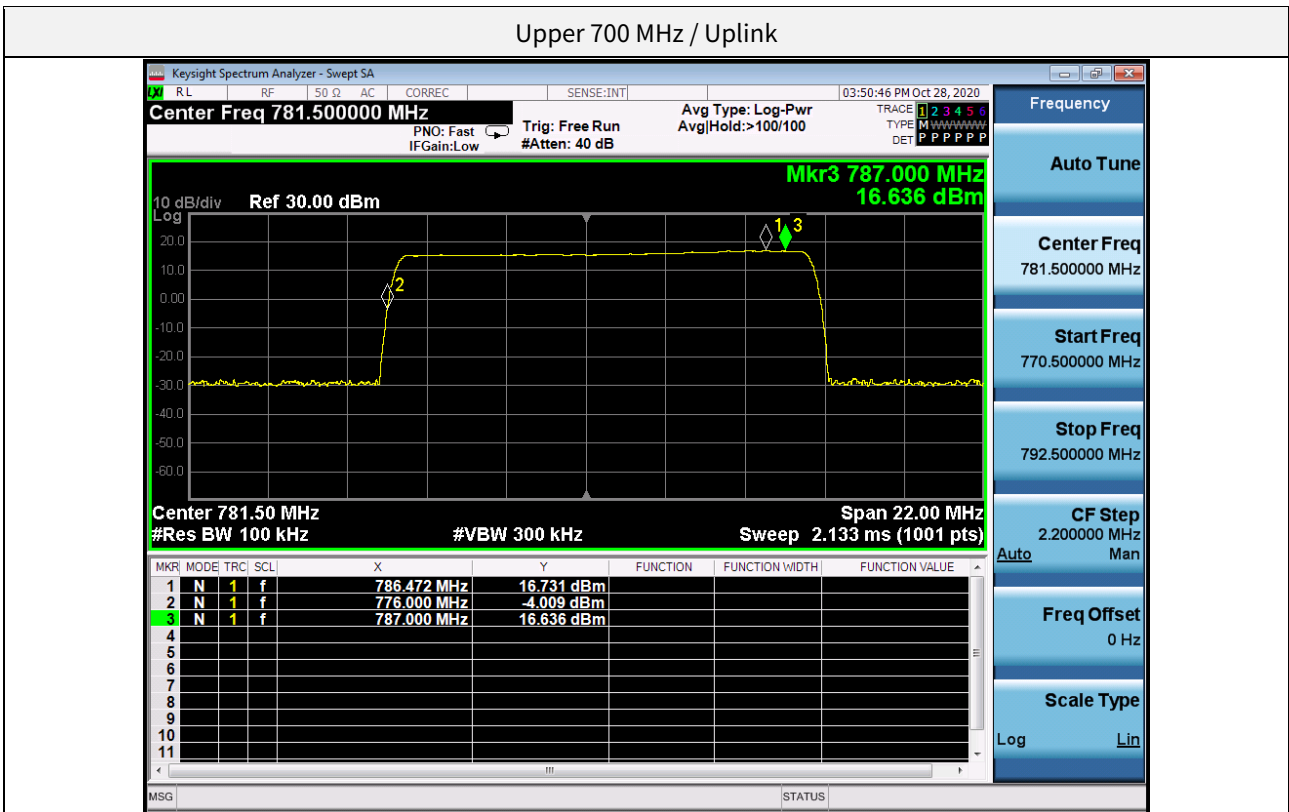 Upper 700 MHz / Uplink
Keysight Spectrum Analyzer - Swept SA
LXI RL RF 50 Ω AC CORREC SENSE:INT 03:50:46 PM Oct 28, 2020
Center Freq 781.500000 MHz
PNO: Fast
IFGain:Low
Trig: Free Run
#Atten: 40 dB
Avg Type: Log-Pwr
Avg|Hold:>100/100
TRACE 1 2 3 4 5 6
TYPE M WWWWW
DET P P P P P P
Mkr3 787.000 MHz
16.636 dBm
10 dB/div Ref 30.00 dBm
Log
20.0
10.0
0.00
-10.0
-20.0
-30.0
-40.0
-50.0
-60.0
1 3
2
Center 781.50 MHz Span 22.00 MHz
#Res BW 100 kHz #VBW 300 kHz Sweep 2.133 ms (1001 pts)
MKR MODE TRC SCL X Y FUNCTION FUNCTION WIDTH FUNCTION VALUE
1 N 1 f 786.472 MHz 16.731 dBm
2 N 1 f 776.000 MHz -4.009 dBm
3 N 1 f 787.000 MHz 16.636 dBm
4
5
6
7
8
9
10
11
MSG STATUS
Frequency
Auto Tune
Center Freq
781.500000 MHz
Start Freq
770.500000 MHz
Stop Freq
792.500000 MHz
CF Step
2.200000 MHz
Auto Man
Freq Offset
0 Hz
Scale Type
Log Lin